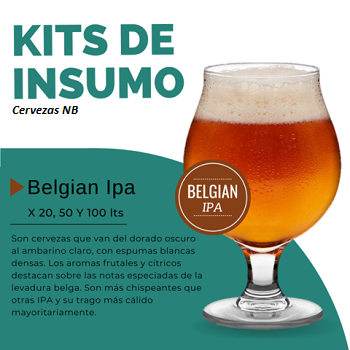 KITS DE
INSUMO
Cervezas NB
Belgian Ipa
X 20, 50 Y 100 lts
BELGIAN
IPA
Son cervezas que van del dorado oscuro
al ambarino claro, con espumas blancas
densas. Los aromas frutales y cítricos
destacan sobre las notas especiadas de la
levadura belga. Son más chispeantes que
otras IPA y su trago más cálido
mayoritariamente.